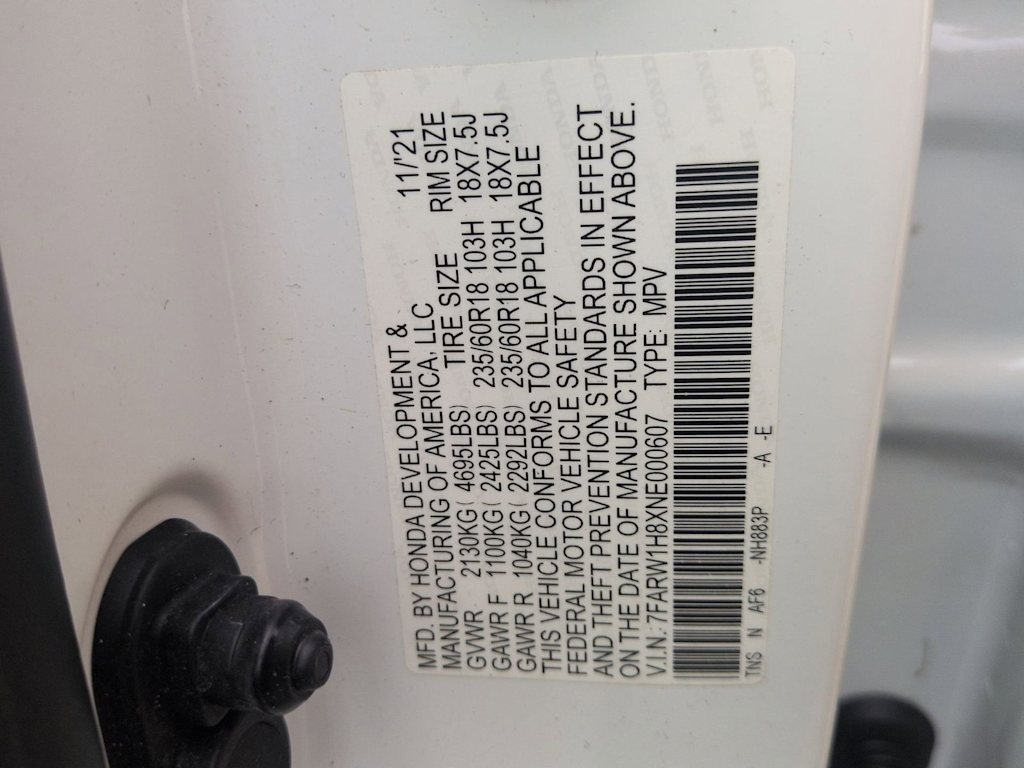 MFD. BY HONDA DEVELOPMENT &
MANUFACTURING OF AMERICA, LLC 11/'21
GVWR 2130KG( 4695LBS) TIRE SIZE RIM SIZE
GAWR F 1100KG( 2425LBS) 235/60R18 103H 18X7.5J
GAWR R 1040KG( 2292LBS) 235/60R18 103H 18X7.5J
THIS VEHICLE CONFORMS TO ALL APPLICABLE
FEDERAL MOTOR VEHICLE SAFETY
AND THEFT PREVENTION STANDARDS IN EFFECT
ON THE DATE OF MANUFACTURE SHOWN ABOVE.
V.I.N.: 7FARW1H8XNE000607 TYPE: MPV
TNS N AF6 -NH883P -A -E
HONDA